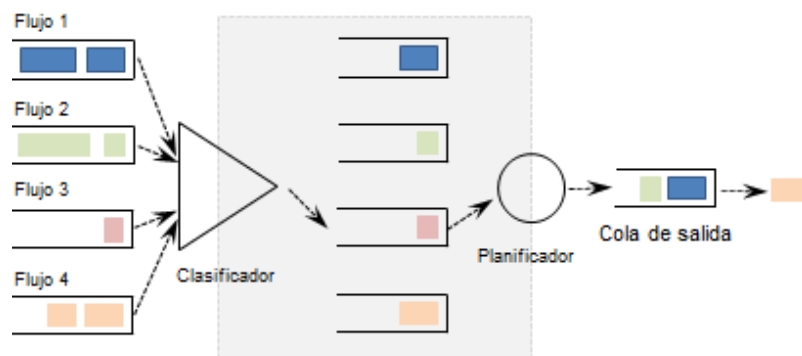 Flujo 1
Flujo 2
Flujo 3
Flujo 4
Clasificador
Planificador
Cola de salida